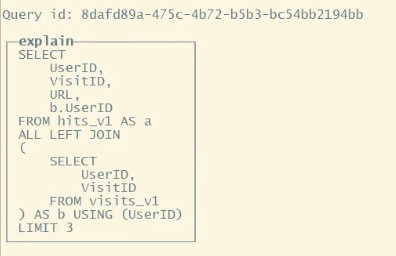 Query id: 8dafd89a-475c-4b72-b5b3-bc54bb2194bb
explain
SELECT
UserID,
VisitID,
URL,
b.UserID
FROM hits_v1 AS a
ALL LEFT JOIN
(
SELECT
UserID,
VisitID
FROM visits_v1
) AS b USING (UserID)
LIMIT 3